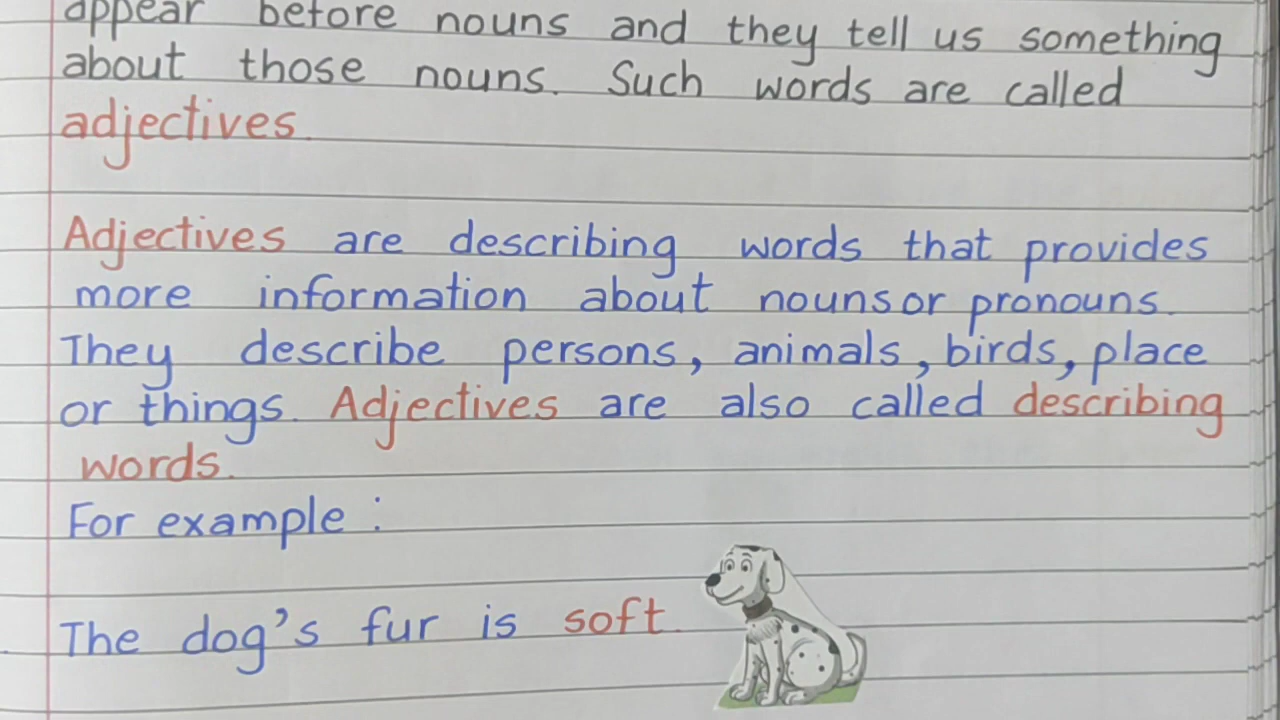 appear before nouns and they tell us something
about those nouns. Such words are called
adjectives.
Adjectives are describing words that provides
more information about nouns or pronouns.
They describe persons, animals, birds, place
or things. Adjectives are also called describing
words.
For example :
The dog's fur is soft.